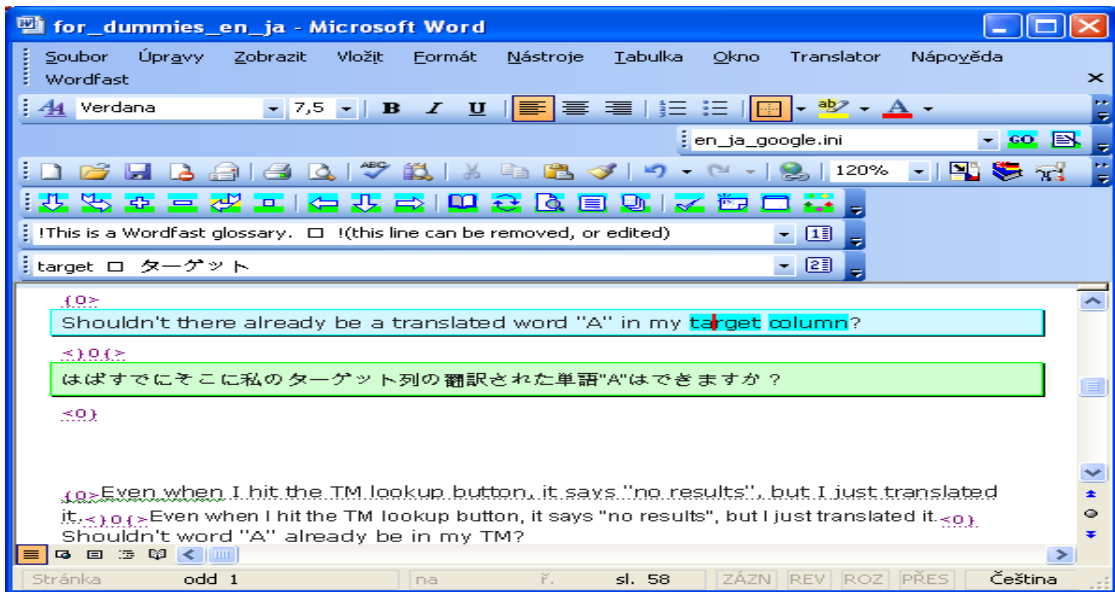 for_dummies_en_ja - Microsoft Word
Soubor Úpravy Zobrazit Vložit Formát Nástroje Tabulka Okno Translator Nápověda
Wordfast
Verdana 7,5 B I U
en_ja_google.ini GO
120%
!This is a Wordfast glossary. □ !(this line can be removed, or edited) 1
target □ ターゲット 2
{0>
Shouldn't there already be a translated word "A" in my target column?
<}0{>
はぱすでにそこに私のターゲット列の翻訳された単語"A"はできますか?
<0}
{0>Even when I hit the TM lookup button, it says "no results", but I just translated
it.<}0{>Even when I hit the TM lookup button, it says "no results", but I just translated it.<0}
Shouldn't word "A" already be in my TM?
Stránka odd 1 na ř. sl. 58 ZÁZN REV ROZ PŘES Čeština